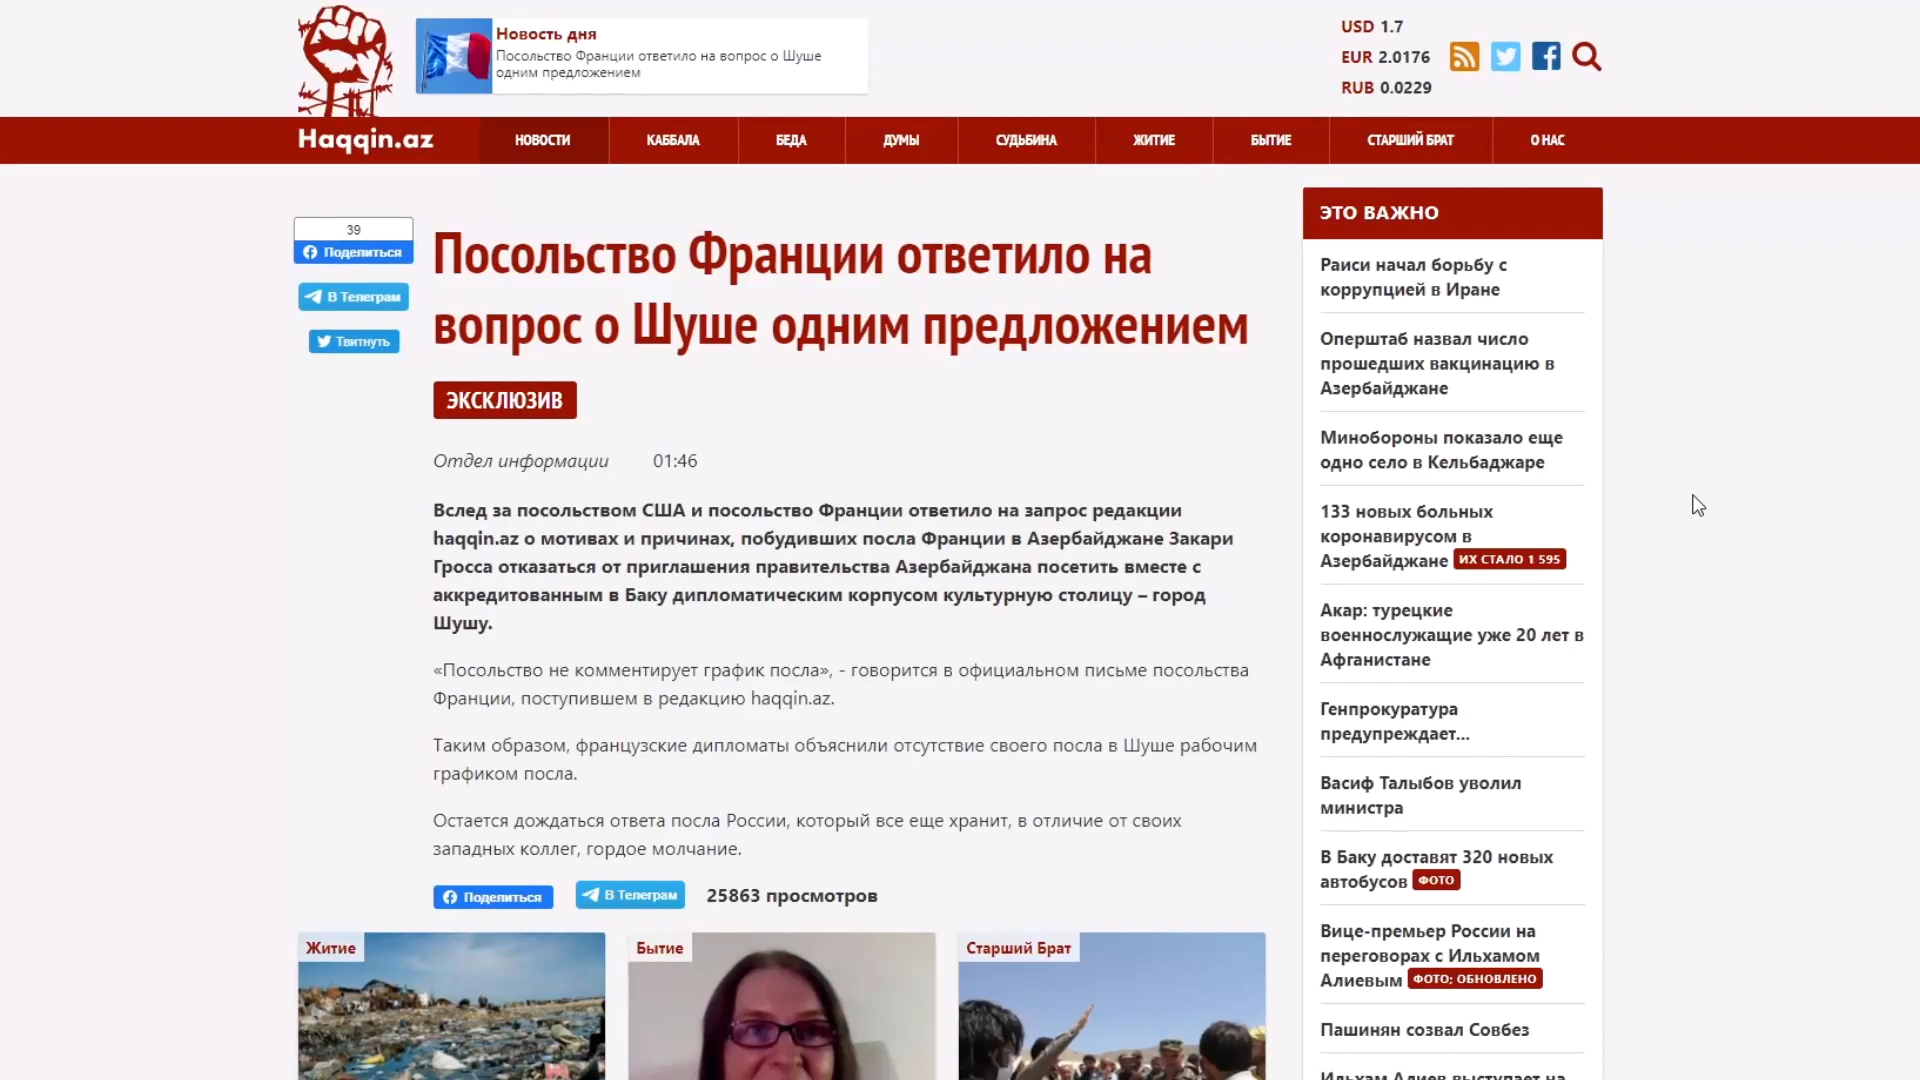 Новость дня
Посольство Франции ответило на вопрос о Шуше
одним предложением
USD 1.7
EUR 2.0176
RUB 0.0229
Haqqin.az
НОВОСТИ
КАББАЛА
БЕДА
ДУМЫ
СУДЬБИНА
ЖИТИЕ
БЫТИЕ
СТАРШИЙ БРАТ
О НАС
39
Поделиться
В Телеграм
Твитнуть
Посольство Франции ответило на
вопрос о Шуше одним предложением
ЭКСКЛЮЗИВ
Отдел информации 01:46
Вслед за посольством США и посольство Франции ответило на запрос редакции
haqqin.az о мотивах и причинах, побудивших посла Франции в Азербайджане Закари
Гросса отказаться от приглашения правительства Азербайджана посетить вместе с
аккредитованным в Баку дипломатическим корпусом культурную столицу – город
Шушу.
«Посольство не комментирует график посла», - говорится в официальном письме посольства
Франции, поступившем в редакцию haqqin.az.
Таким образом, французские дипломаты объяснили отсутствие своего посла в Шуше рабочим
графиком посла.
Остается дождаться ответа посла России, который все еще хранит, в отличие от своих
западных коллег, гордое молчание.
Поделиться
В Телеграм
25863 просмотров
Житие
Бытие
Старший Брат
ЭТО ВАЖНО
Раиси начал борьбу с
коррупцией в Иране
Оперштаб назвал число
прошедших вакцинацию в
Азербайджане
Минобороны показало еще
одно село в Кельбаджаре
133 новых больных
коронавирусом в
Азербайджане ИХ СТАЛО 1 595
Акар: турецкие
военнослужащие уже 20 лет в
Афганистане
Генпрокуратура
предупреждает...
Васиф Талыбов уволил
министра
В Баку доставят 320 новых
автобусов ФОТО
Вице-премьер России на
переговорах с Ильхамом
Алиевым ФОТО; ОБНОВЛЕНО
Пашинян созвал Совбез
Ильхам Алиев выступает на